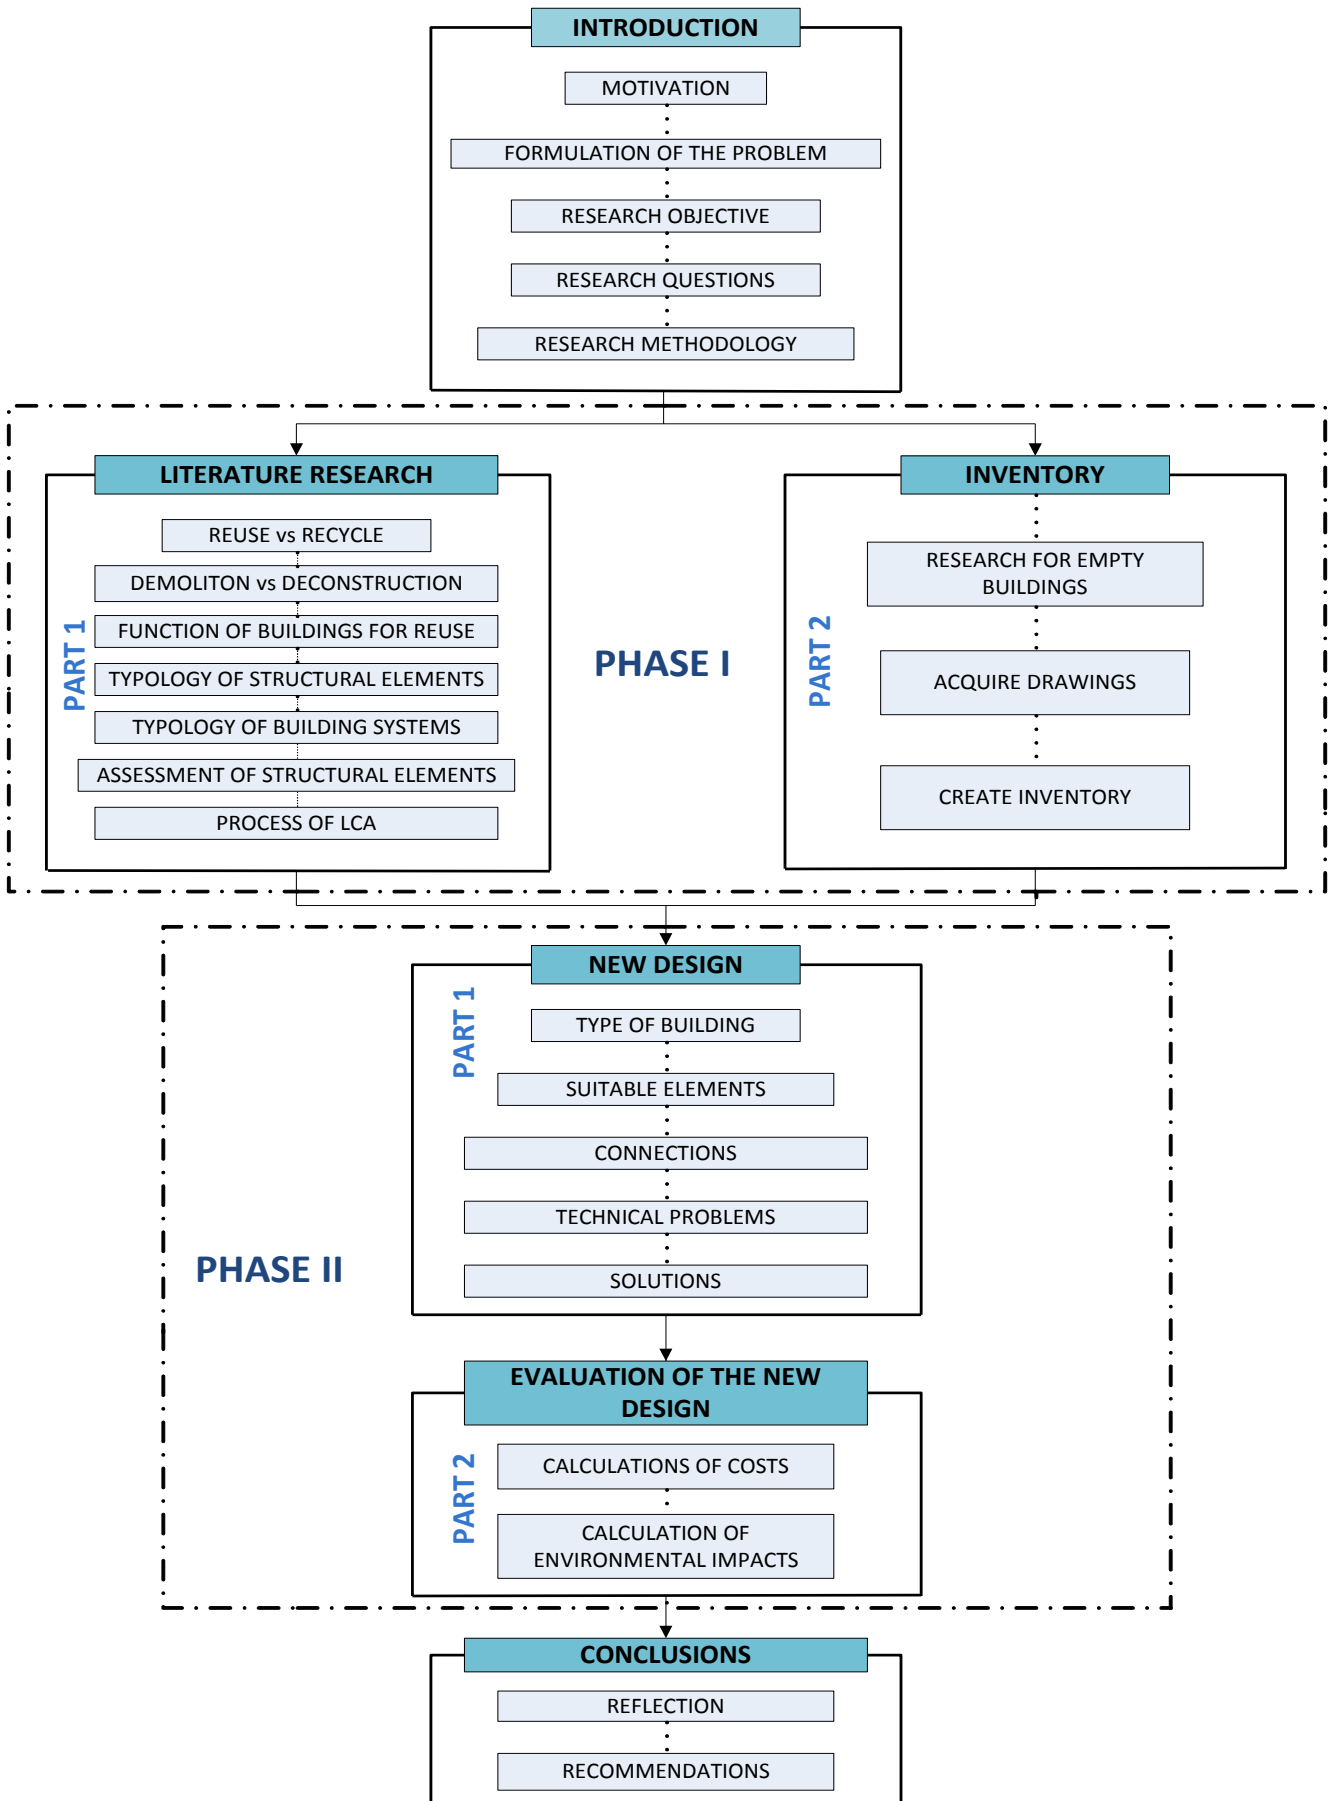 INTRODUCTION
MOTIVATION
FORMULATION OF THE PROBLEM
RESEARCH OBJECTIVE
RESEARCH QUESTIONS
RESEARCH METHODOLOGY
LITERATURE RESEARCH
REUSE vs RECYCLE
DEMOLITON vs DECONSTRUCTION
FUNCTION OF BUILDINGS FOR REUSE
TYPOLOGY OF STRUCTURAL ELEMENTS
TYPOLOGY OF BUILDING SYSTEMS
ASSESSMENT OF STRUCTURAL ELEMENTS
PROCESS OF LCA
PART 1
PHASE I
INVENTORY
RESEARCH FOR EMPTY
BUILDINGS
ACQUIRE DRAWINGS
CREATE INVENTORY
PART 2
NEW DESIGN
PART 1
TYPE OF BUILDING
SUITABLE ELEMENTS
CONNECTIONS
TECHNICAL PROBLEMS
SOLUTIONS
PHASE II
EVALUATION OF THE NEW
DESIGN
PART 2
CALCULATIONS OF COSTS
CALCULATION OF
ENVIRONMENTAL IMPACTS
CONCLUSIONS
REFLECTION
RECOMMENDATIONS